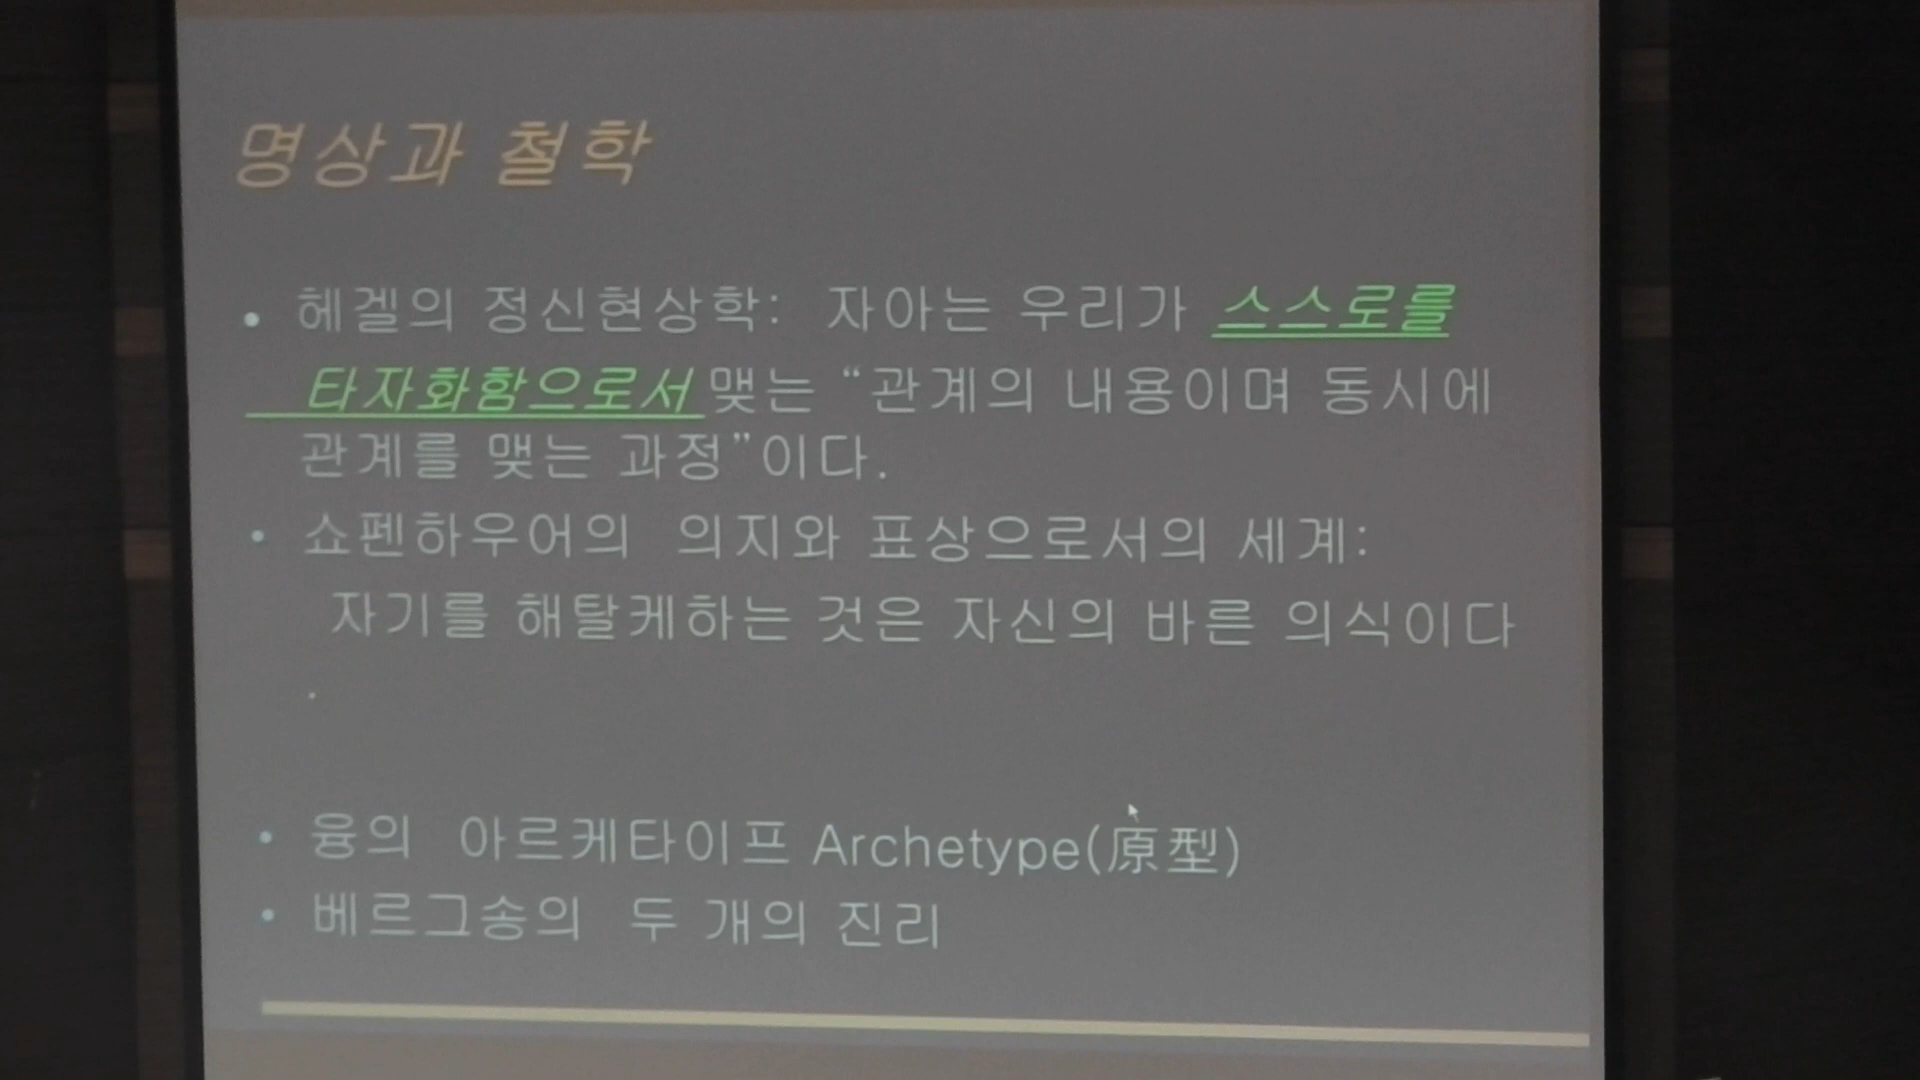 명상과 철학
• 헤겔의 정신현상학: 자아는 우리가 스스로를
타자화함으로서 맺는 “관계의 내용이며 동시에
관계를 맺는 과정”이다.
• 쇼펜하우어의 의지와 표상으로서의 세계:
자기를 해탈케하는 것은 자신의 바른 의식이다
.
• 융의 아르케타이프 Archetype(原型)
• 베르그송의 두 개의 진리